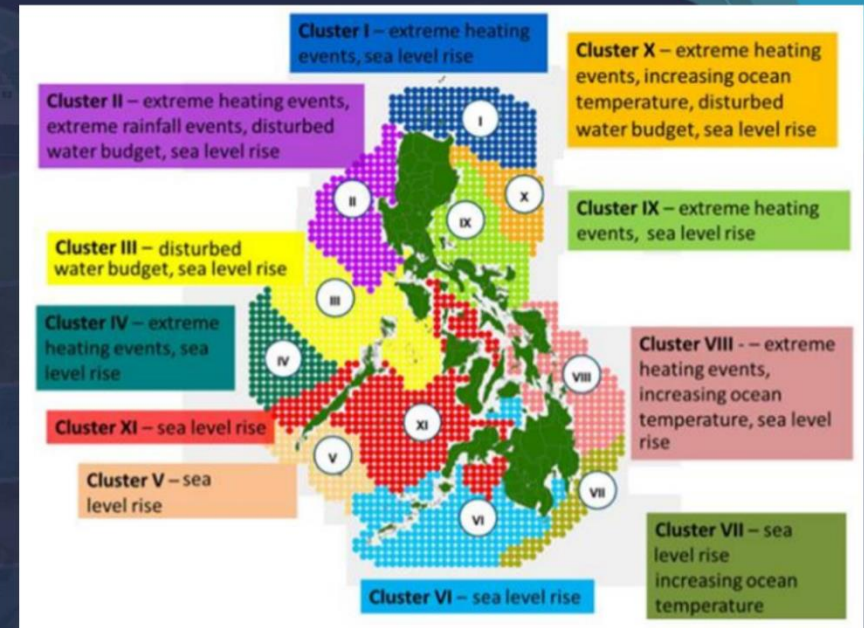 Cluster I – extreme heating
events, sea level rise
Cluster X – extreme heating
events, increasing ocean
temperature, disturbed
water budget, sea level rise
Cluster II – extreme heating events,
extreme rainfall events, disturbed
water budget, sea level rise
Cluster IX – extreme heating
events, sea level rise
Cluster III – disturbed
water budget, sea level rise
Cluster IV – extreme
heating events, sea
level rise
Cluster VIII - – extreme
heating events,
increasing ocean
temperature, sea level
rise
Cluster XI – sea level rise
Cluster V – sea
level rise
Cluster VII – sea
level rise
increasing ocean
temperature
Cluster VI – sea level rise
I
II
X
IX
III
IV
VIII
XI
V
VII
VI